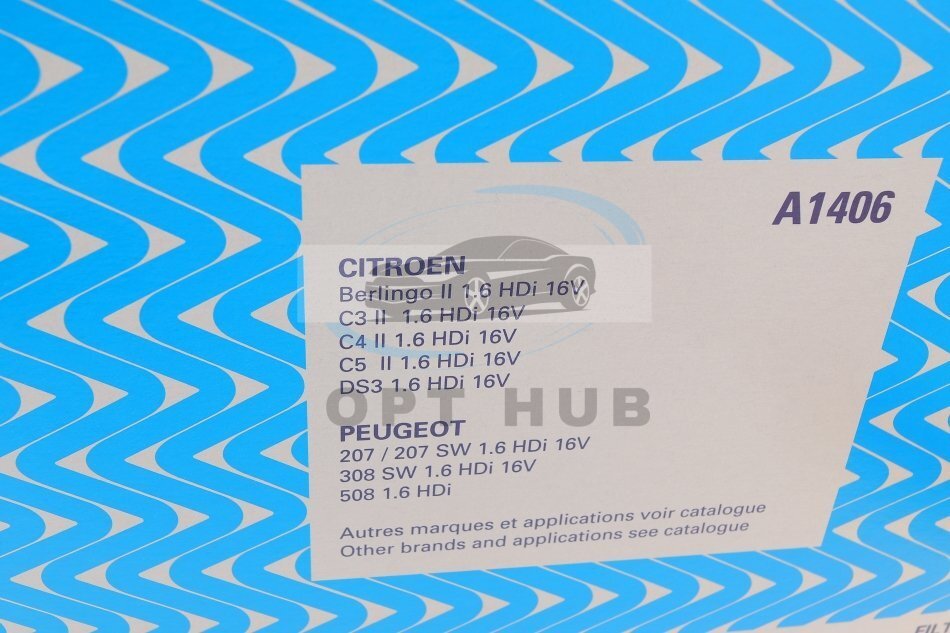 A1406
CITROEN
Berlingo II 1.6 HDi 16V
C3 II 1.6 HDi 16V
C4 II 1.6 HDi 16V
C5 II 1.6 HDi 16V
DS3 1.6 HDi 16V
OPT HUB
PEUGEOT
207 / 207 SW 1.6 HDi 16V
308 SW 1.6 HDi 16V
508 1.6 HDi
Autres marques et applications voir catalogue
Other brands and applications see catalogue